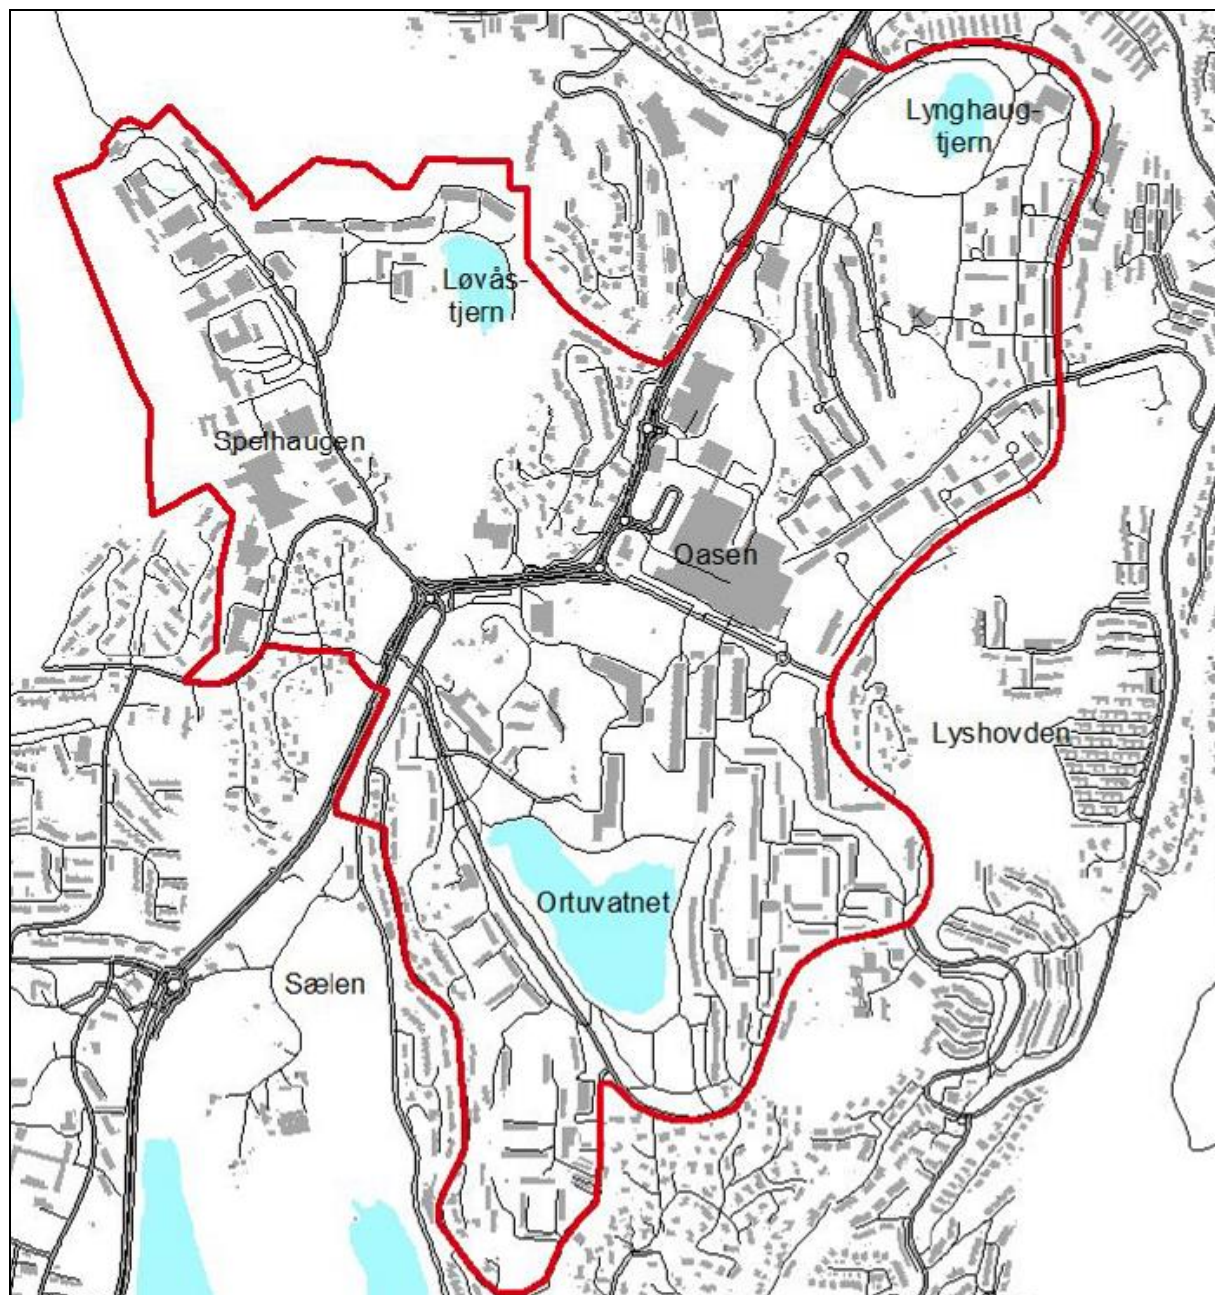 Lynghaug-
tjern
Løvås-
tjern
Spelhaugen
Oasen
Lyshovden
Ortuvatnet
Sælen